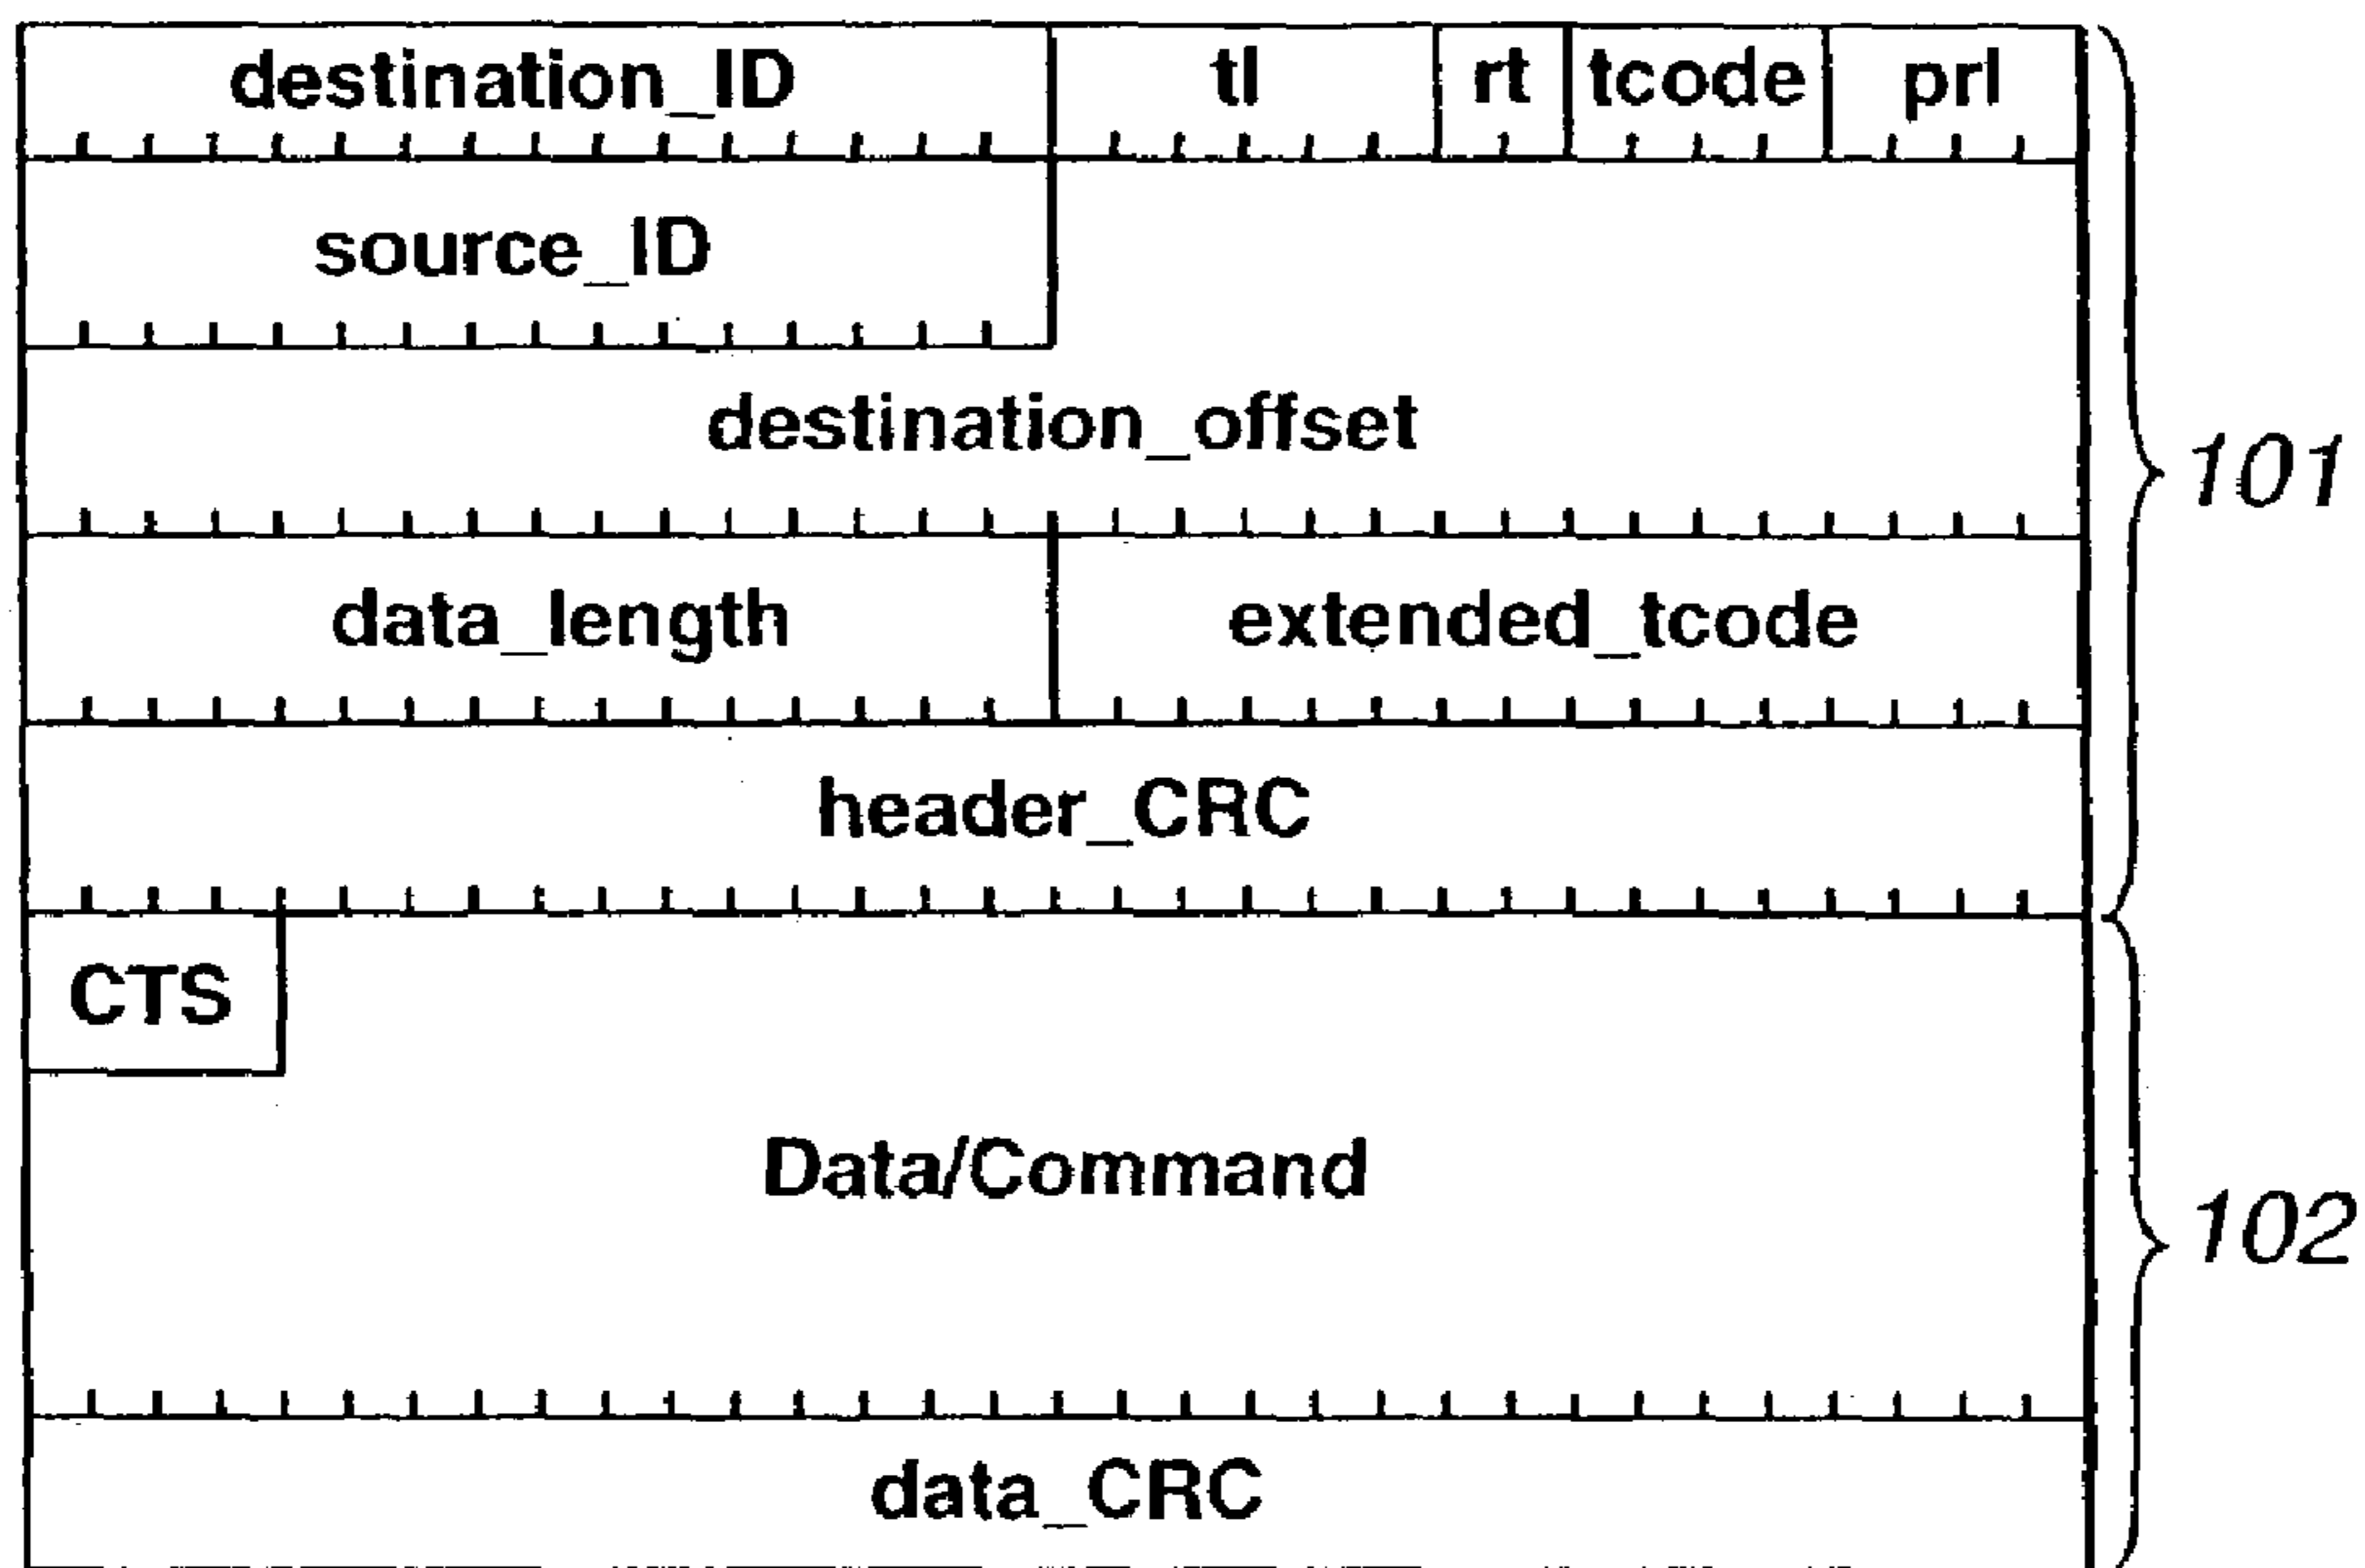 destination_ID tl rt tcode prl
source_ID
destination_offset
101
data_length extended_tcode
header_CRC
CTS
Data/Command
102
data_CRC